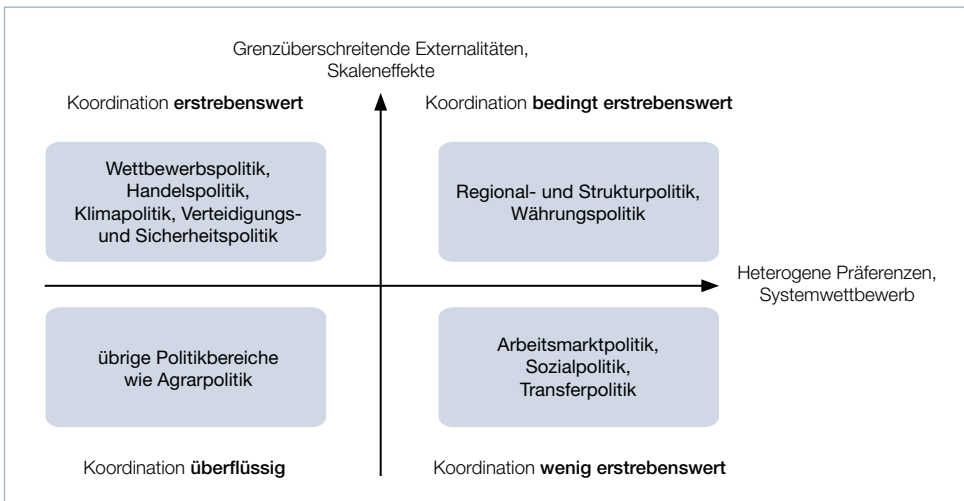 Grenzüberschreitende Externalitäten,
Skaleneffekte
Koordination erstrebenswert
Koordination bedingt erstrebenswert
Wettbewerbspolitik,
Handelspolitik,
Klimapolitik, Verteidigungs-
und Sicherheitspolitik
Regional- und Strukturpolitik,
Währungspolitik
Heterogene Präferenzen,
Systemwettbewerb
übrige Politikbereiche
wie Agrarpolitik
Arbeitsmarktpolitik,
Sozialpolitik,
Transferpolitik
Koordination überflüssig
Koordination wenig erstrebenswert